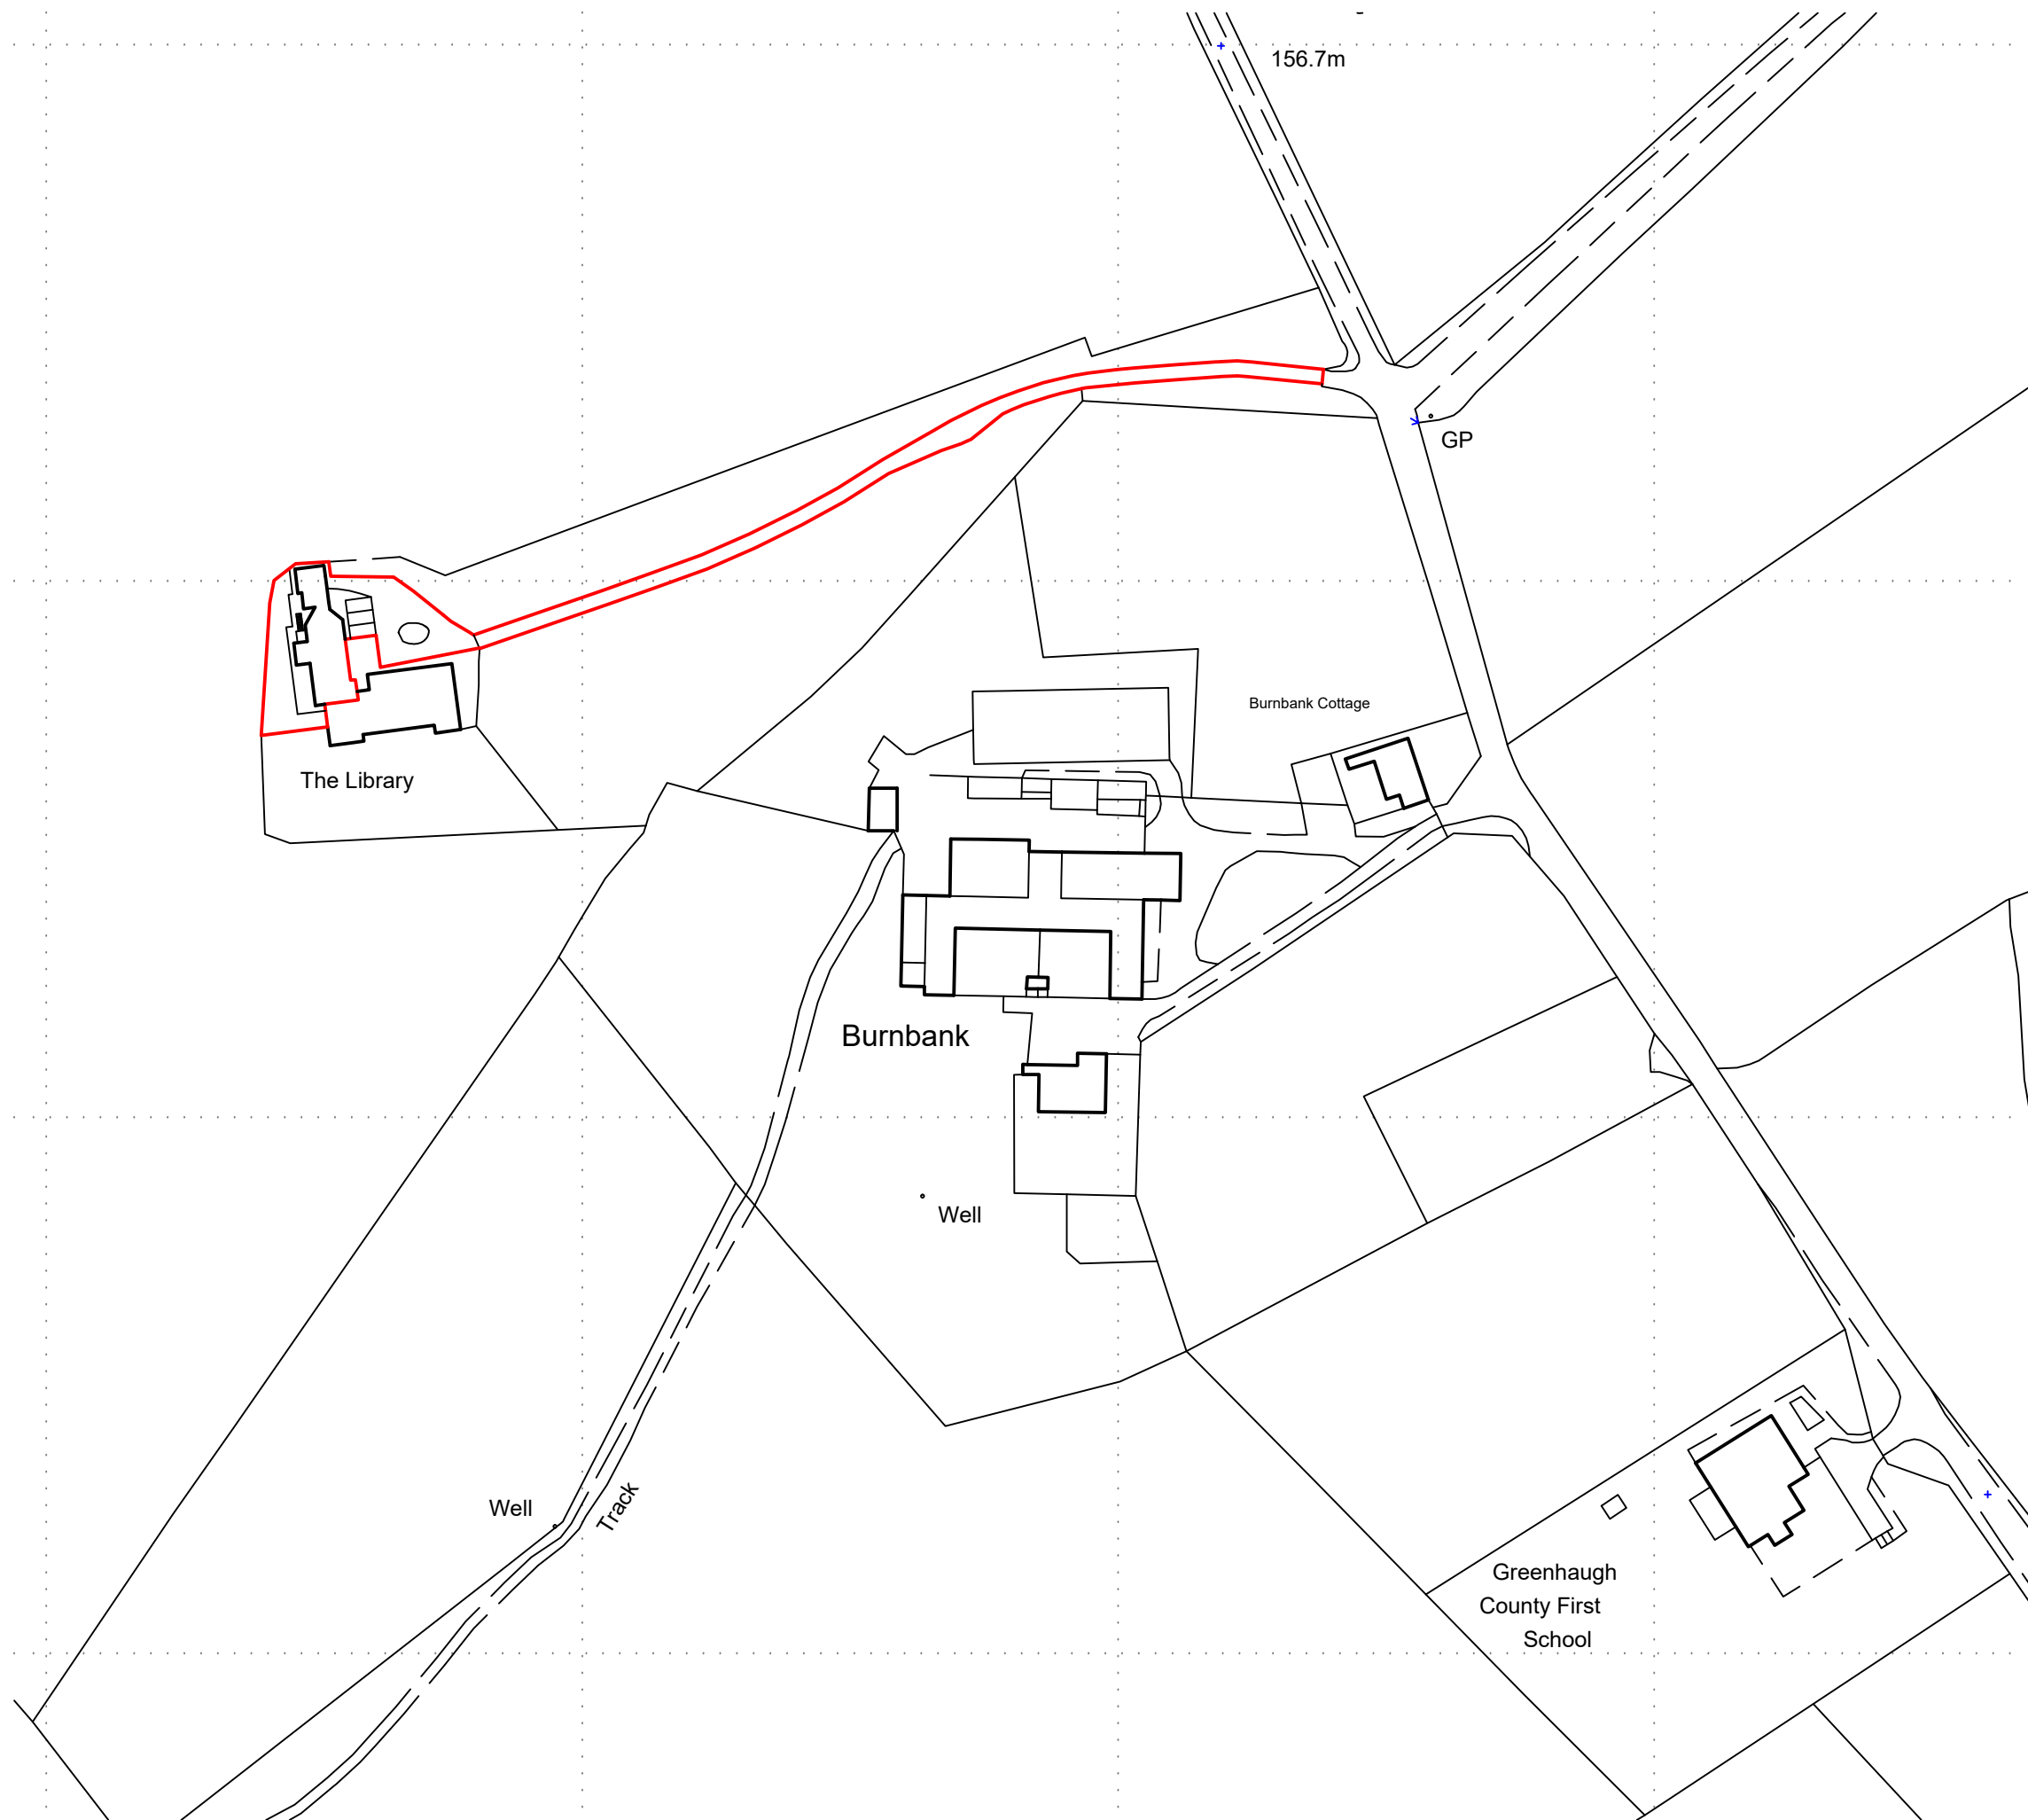 156.7m
GP
Burnbank Cottage
The Library
Burnbank
Well
Well
Track
Greenhaugh
County First
School